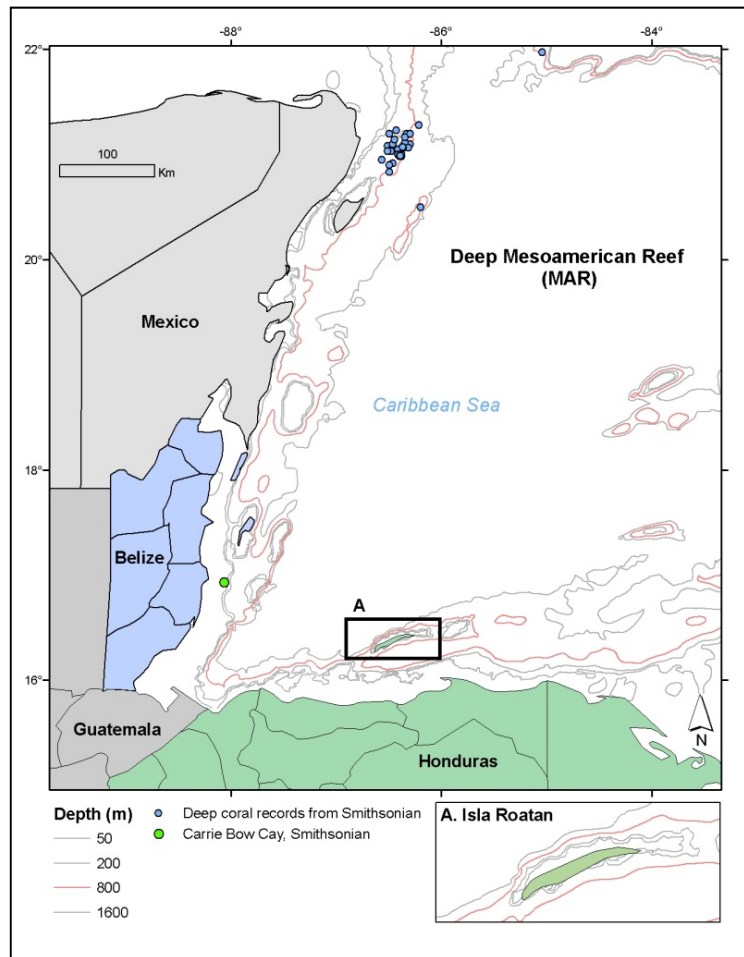 -88°
-86°
-84°
22°
100
Km
20°
Deep Mesoamerican Reef
(MAR)
Mexico
Caribbean Sea
18°
Belize
A
16°
Guatemala
N
Honduras
Depth (m)
50
200
800
1600
Deep coral records from Smithsonian
Carrie Bow Cay, Smithsonian
A. Isla Roatan